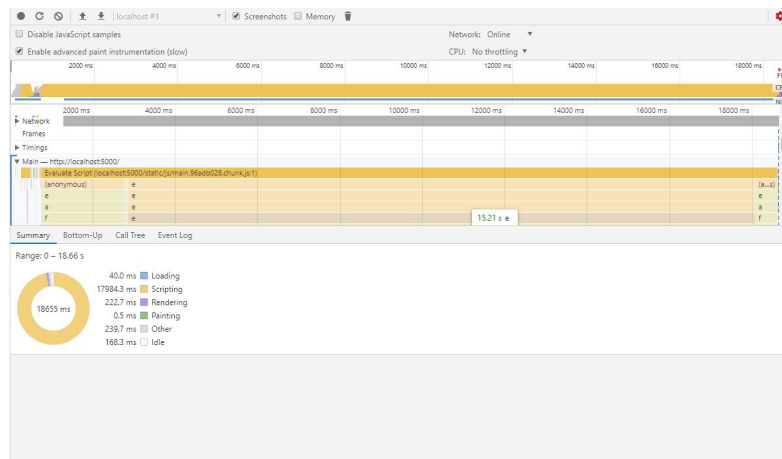 localhost #1 Screenshots Memory
Disable JavaScript samples Network: Online
Enable advanced paint instrumentation (slow) CPU: No throttling
2000 ms 4000 ms 6000 ms 8000 ms 10000 ms 12000 ms 14000 ms 16000 ms 18000 ms
2000 ms 4000 ms 6000 ms 8000 ms 10000 ms 12000 ms 14000 ms 16000 ms 18000 ms
Network
Frames
Timings
Main — http://localhost:5000/
Evaluate Script (localhost:5000/static/js/main.96adb028.chunk.js:1)
(anonymous) e (a...s)
e e e
a e a
f e 15.21 s e f
Summary Bottom-Up Call Tree Event Log
Range: 0 – 18.66 s
40.0 ms Loading
17984.3 ms Scripting
18655 ms
222.7 ms Rendering
0.5 ms Painting
239.7 ms Other
168.3 ms Idle